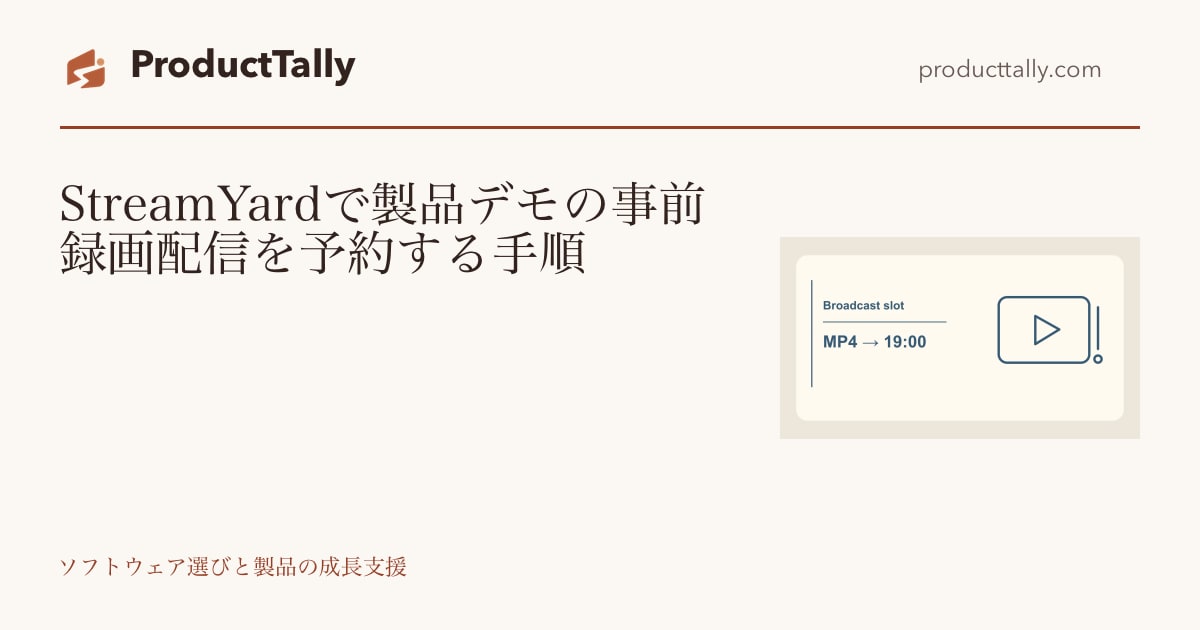 ProductTally
producttally.com
StreamYardで製品デモの事前
録画配信を予約する手順
Broadcast slot
MP4 → 19:00
ソフトウェア選びと製品の成長支援